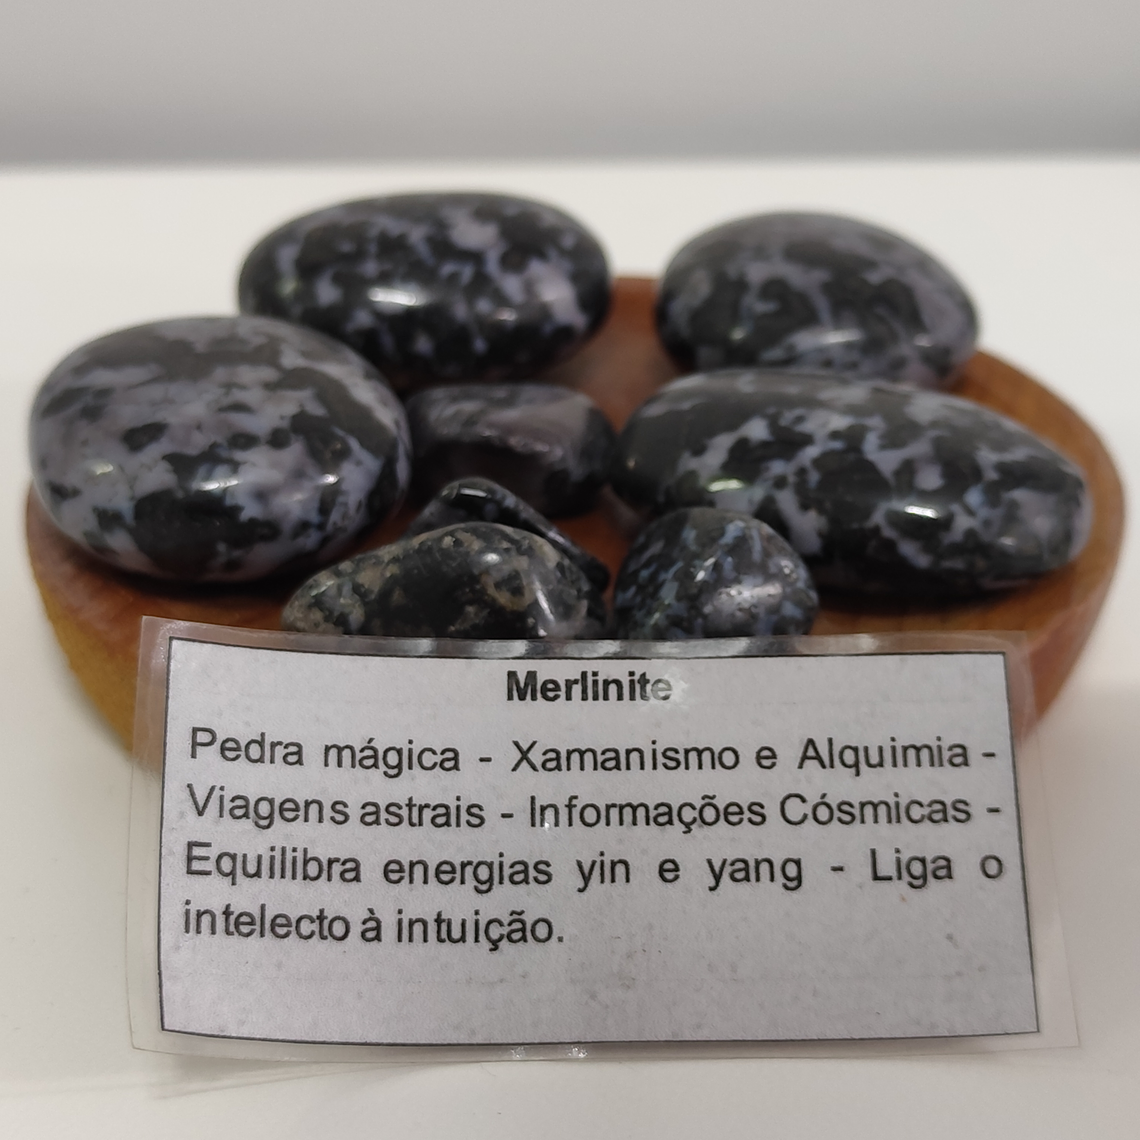 Merlinite
Pedra mágica - Xamanismo e Alquimia -
Viagens astrais - Informações Cósmicas -
Equilibra energias yin e yang - Liga o
intelecto à intuição.